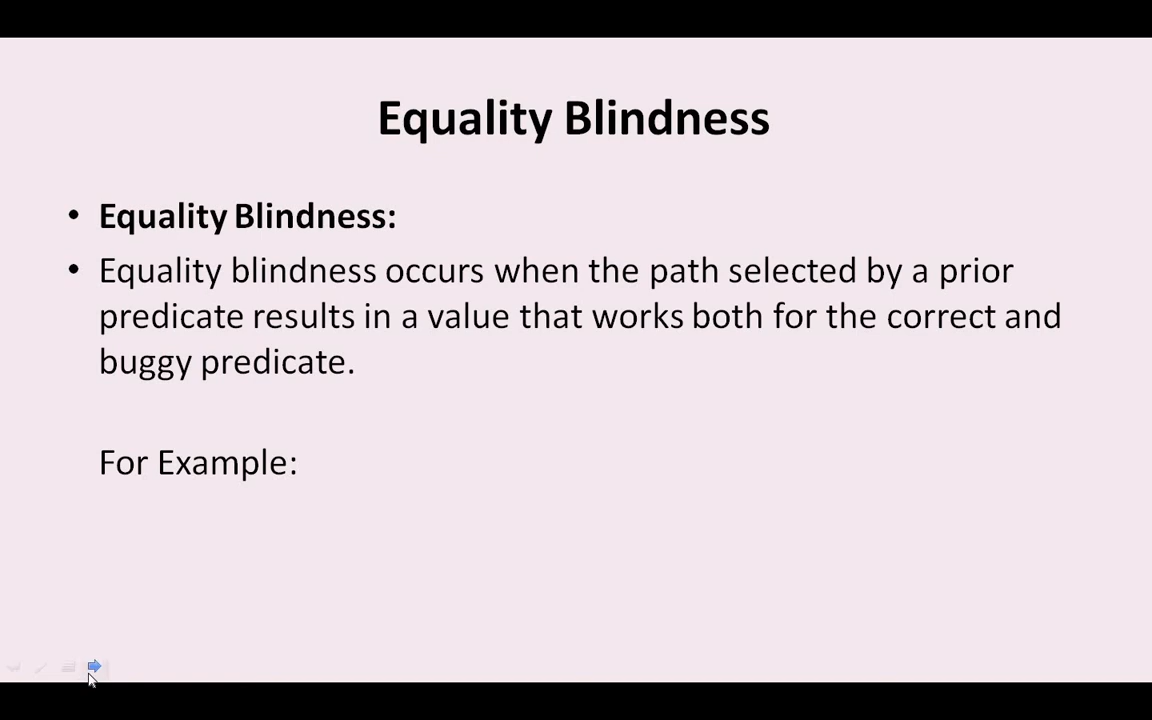 Equality Blindness
• Equality Blindness:
• Equality blindness occurs when the path selected by a prior
predicate results in a value that works both for the correct and
buggy predicate.
For Example: